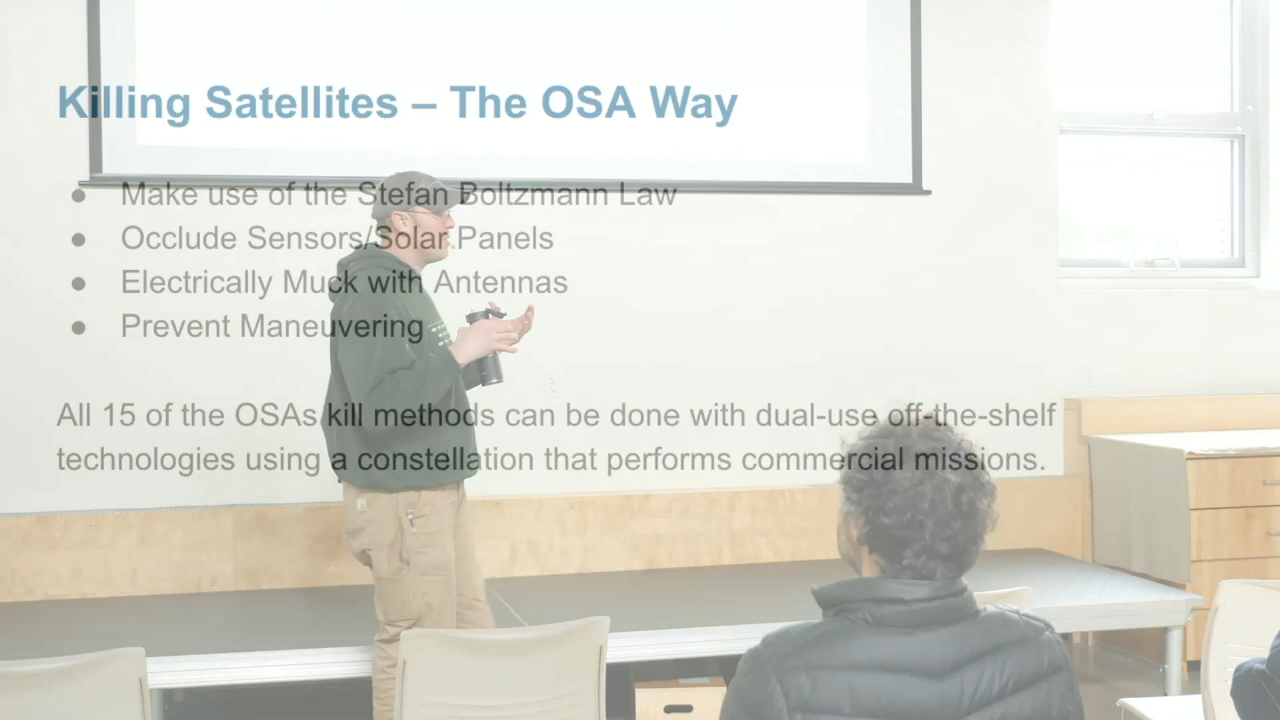 Killing Satellites – The OSA Way
● Make use of the Stefan Boltzmann Law
● Occlude Sensors/Solar Panels
● Electrically Muck with Antennas
● Prevent Maneuvering
All 15 of the OSAs kill methods can be done with dual-use off-the-shelf
technologies using a constellation that performs commercial missions.